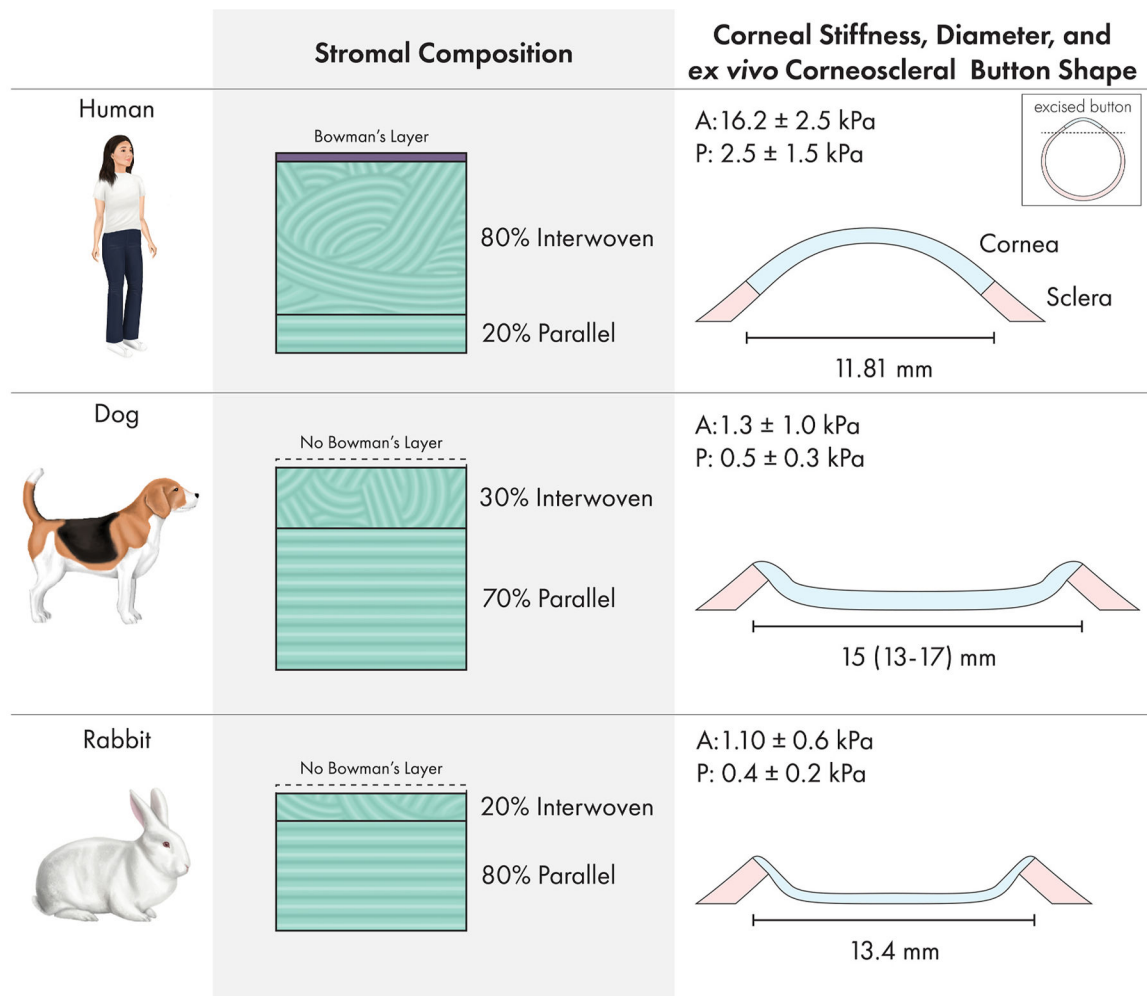 Stromal Composition
Corneal Stiffness, Diameter, and
ex vivo Corneoscleral Button Shape
Human
Bowman's Layer
80% Interwoven
20% Parallel
A:16.2 ± 2.5 kPa
P: 2.5 ± 1.5 kPa
excised button
Cornea
Sclera
11.81 mm
Dog
No Bowman's Layer
30% Interwoven
70% Parallel
A:1.3 ± 1.0 kPa
P: 0.5 ± 0.3 kPa
15 (13-17) mm
Rabbit
No Bowman's Layer
20% Interwoven
80% Parallel
A:1.10 ± 0.6 kPa
P: 0.4 ± 0.2 kPa
13.4 mm